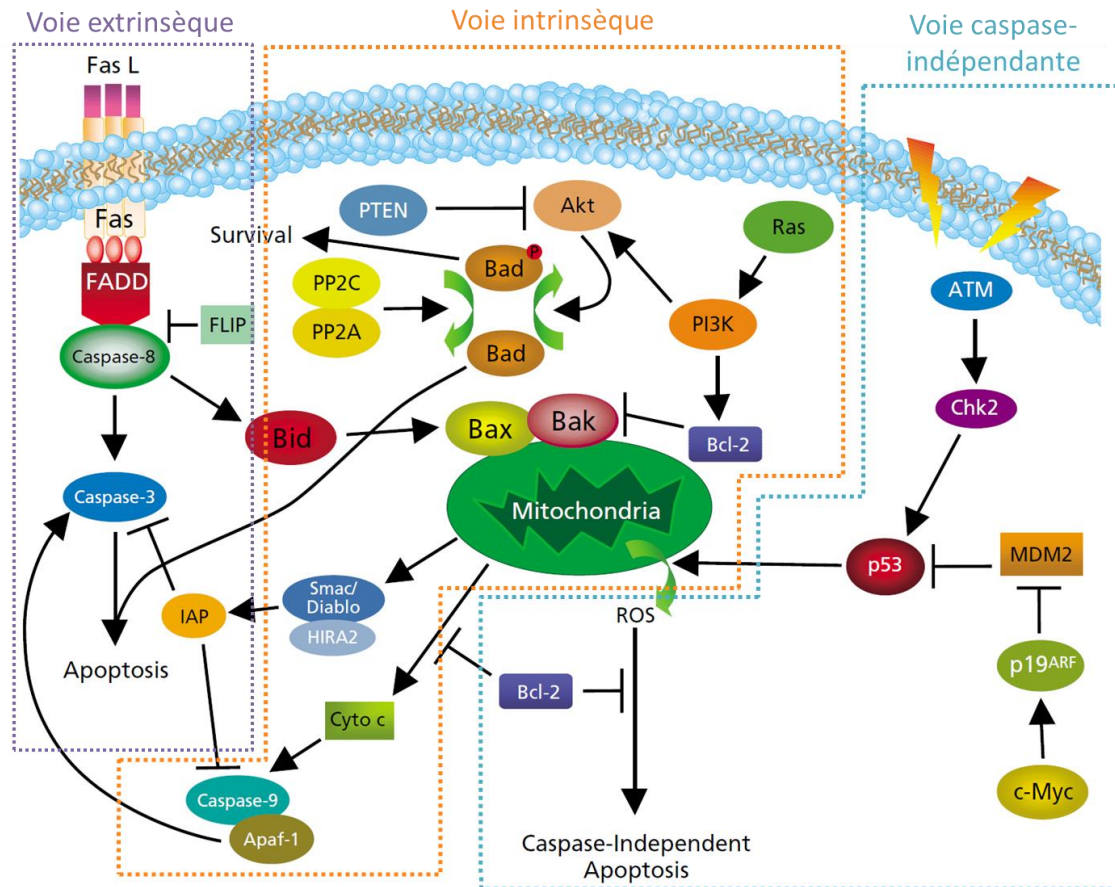 Voie extrinsèque
Voie intrinsèque
Voie caspase-
indépendante
Fas L
Fas
FADD
Caspase-8
FLIP
Survival
PTEN
Akt
Ras
PP2C
PP2A
Bad
P
Bad
PI3K
ATM
Chk2
Bid
Bax
Bak
Bcl-2
Caspase-3
Mitochondria
p53
MDM2
Smac/
Diablo
HIRA2
IAP
ROS
Apoptosis
p19ARF
Bcl-2
Cyto c
Caspase-9
Apaf-1
c-Myc
Caspase-Independent
Apoptosis